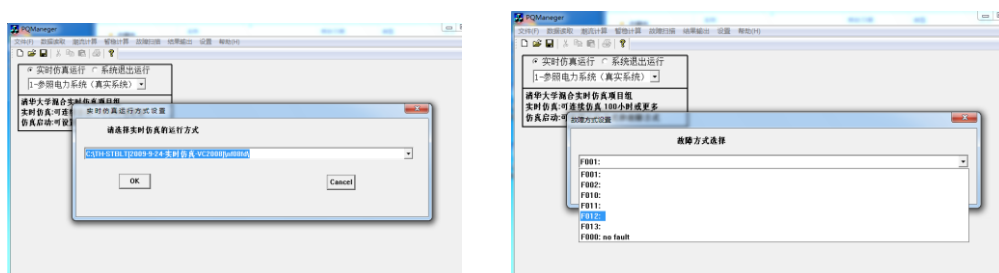 PQManeger
文件(F) 数据读取 潮流计算 暂稳计算 故障扫描 结果输出 设置 帮助(H)
实时仿真运行 系统退出运行
1-参照电力系统（真实系统）
清华大学混合实时仿真项目组
实时仿真:可连
仿真启动:可设
实时仿真运行方式设置
请选择实时仿真的运行方式
OK
Cancel
PQManeger
文件(F) 数据读取 潮流计算 暂稳计算 故障扫描 结果输出 设置 帮助(H)
实时仿真运行 系统退出运行
1-参照电力系统（真实系统）
清华大学混合实时仿真项目组
实时仿真:可连续仿真 100小时或更多
仿真启动:可
故障方式设置
故障方式选择
F001:
F001:
F002:
F010:
F011:
F012:
F013:
F000: no fault